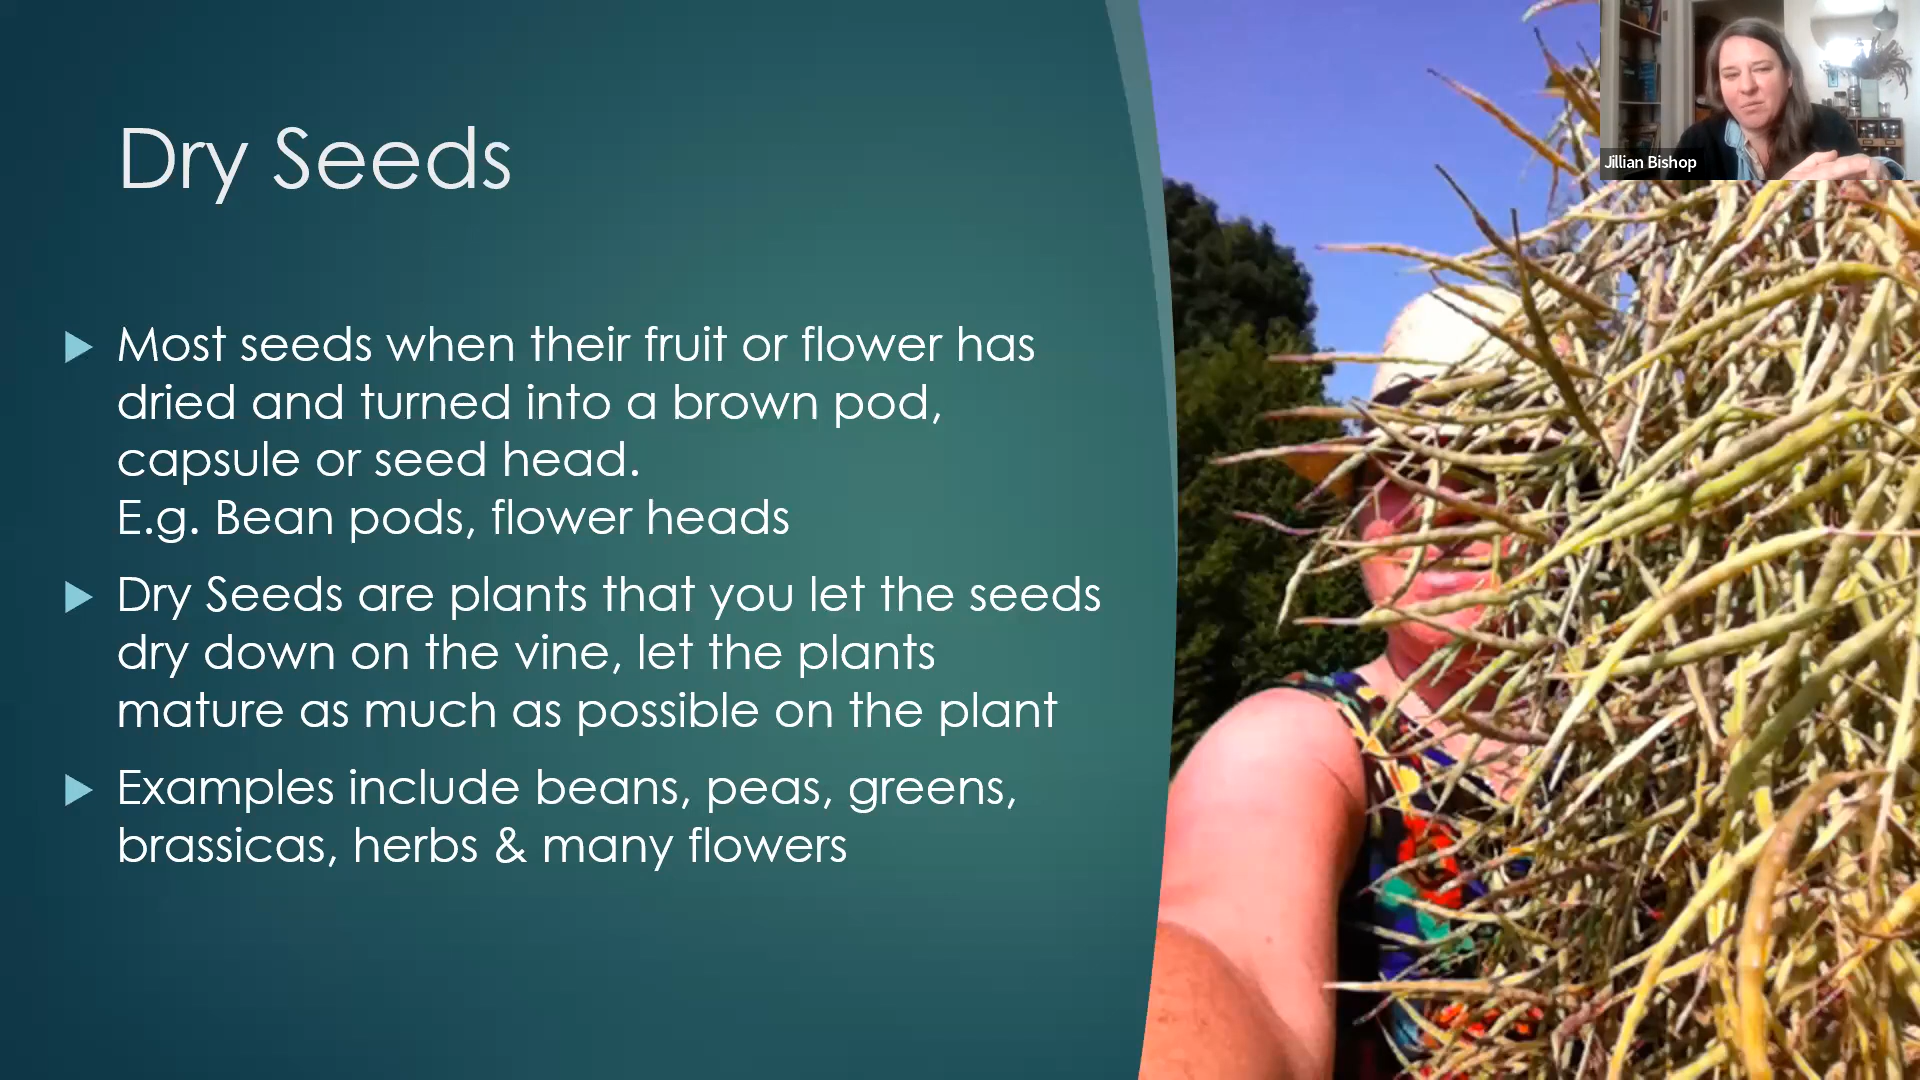 Dry Seeds
Jillian Bishop
Most seeds when their fruit or flower has
dried and turned into a brown pod,
capsule or seed head.
E.g. Bean pods, flower heads
Dry Seeds are plants that you let the seeds
dry down on the vine, let the plants
mature as much as possible on the plant
Examples include beans, peas, greens,
brassicas, herbs & many flowers